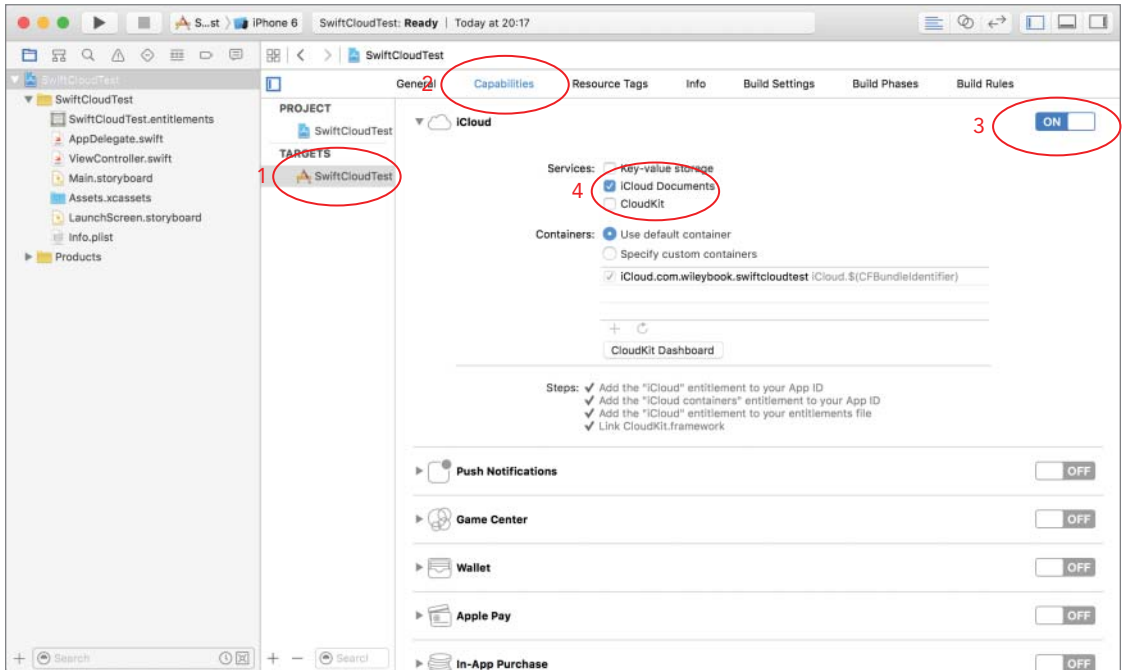 S...st iPhone 6 SwiftCloudTest: Ready | Today at 20:17
SwiftCloudTest
SwiftCloudTest
General 2 Capabilities Resource Tags Info Build Settings Build Phases Build Rules
SwiftCloudTest
SwiftCloudTest.entitlements
AppDelegate.swift
ViewController.swift
Main.storyboard
Assets.xcassets
LaunchScreen.storyboard
Info.plist
Products
PROJECT
SwiftCloudTest
TARGETS
1 SwiftCloudTest
iCloud
3 ON
Services: Key-value storage
4 iCloud Documents
CloudKit
Containers: Use default container
Specify custom containers
iCloud.com.wileybook.swiftcloudtest iCloud.$(CFBundleIdentifier)
CloudKit Dashboard
Steps: ✔ Add the "iCloud" entitlement to your App ID
✔ Add the "iCloud containers" entitlement to your App ID
✔ Add the "iCloud" entitlement to your entitlements file
✔ Link CloudKit.framework
Push Notifications OFF
Game Center OFF
Wallet OFF
Apple Pay OFF
In-App Purchase OFF
Search
Searcl